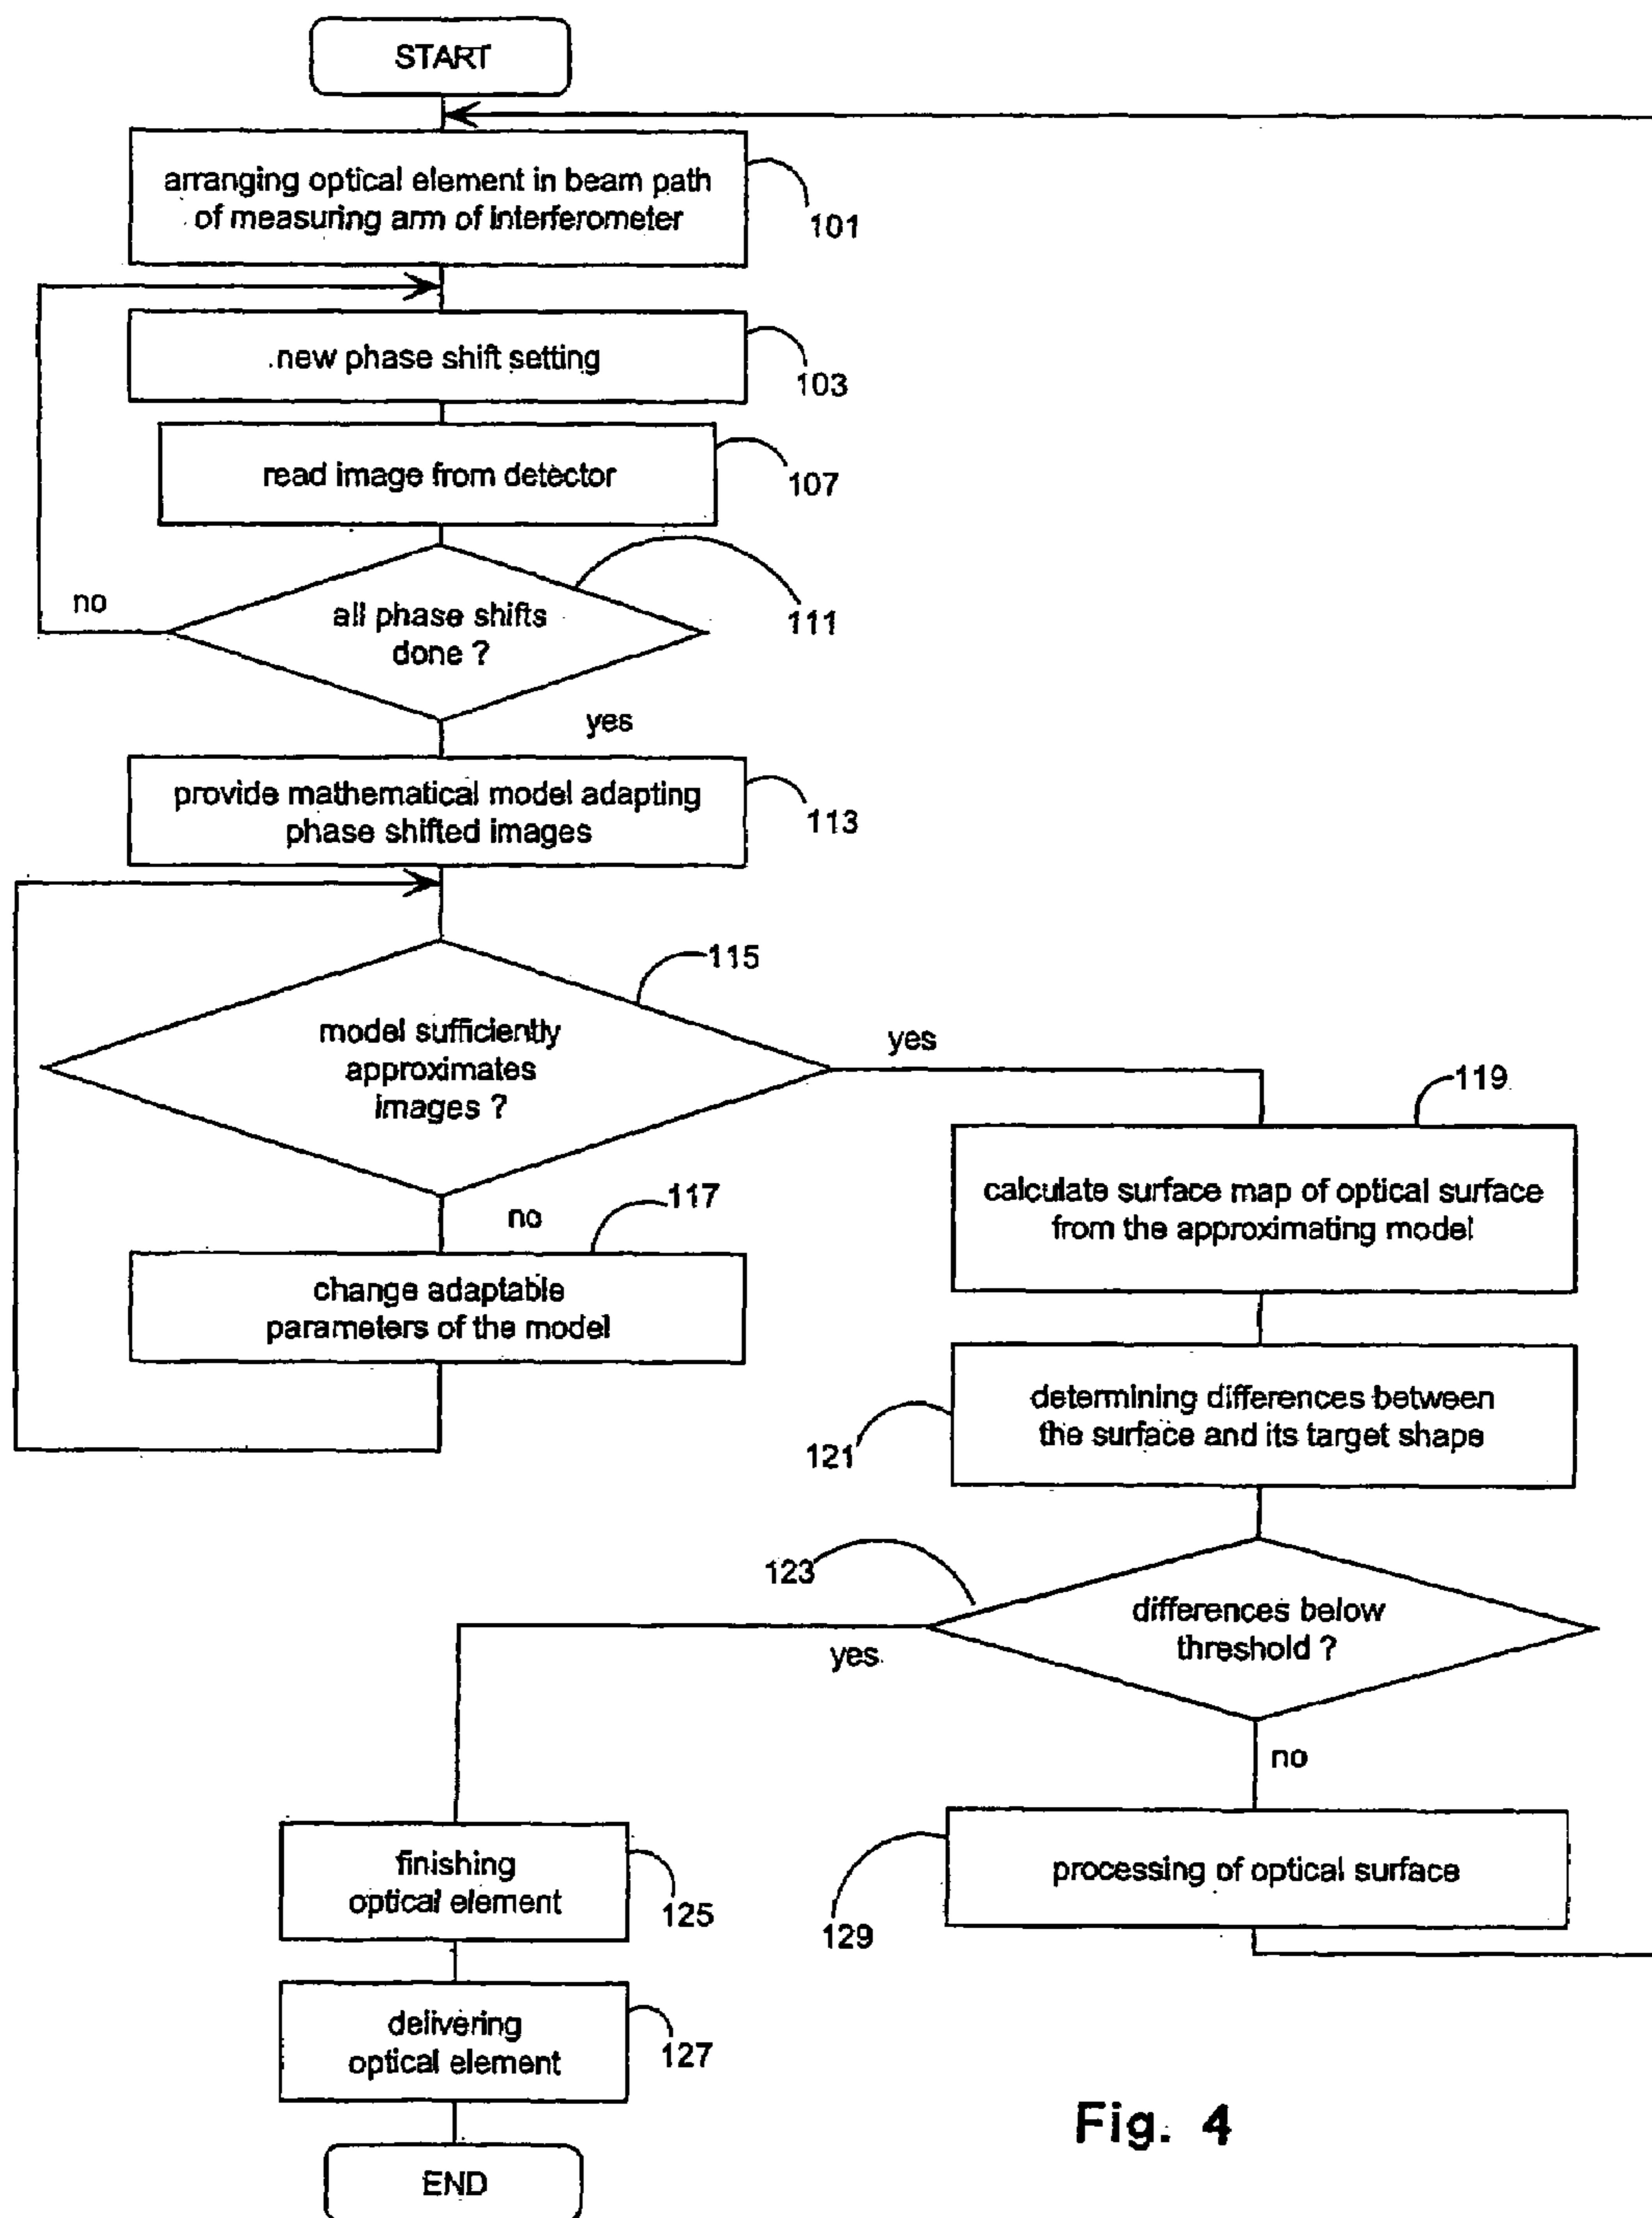 START
arranging optical element in beam path
of measuring arm of interferometer
101
new phase shift setting
103
read image from detector
107
no
all phase shifts
done ?
111
yes
provide mathematical model adapting
phase shifted images
113
115
model sufficiently
approximates
images ?
yes
119
calculate surface map of optical surface
from the approximating model
no
117
change adaptable
parameters of the model
determining differences between
the surface and its target shape
121
123
differences below
threshold ?
yes
no
finishing
optical element
125
processing of optical surface
129
delivering
optical element
127
Fig. 4
END